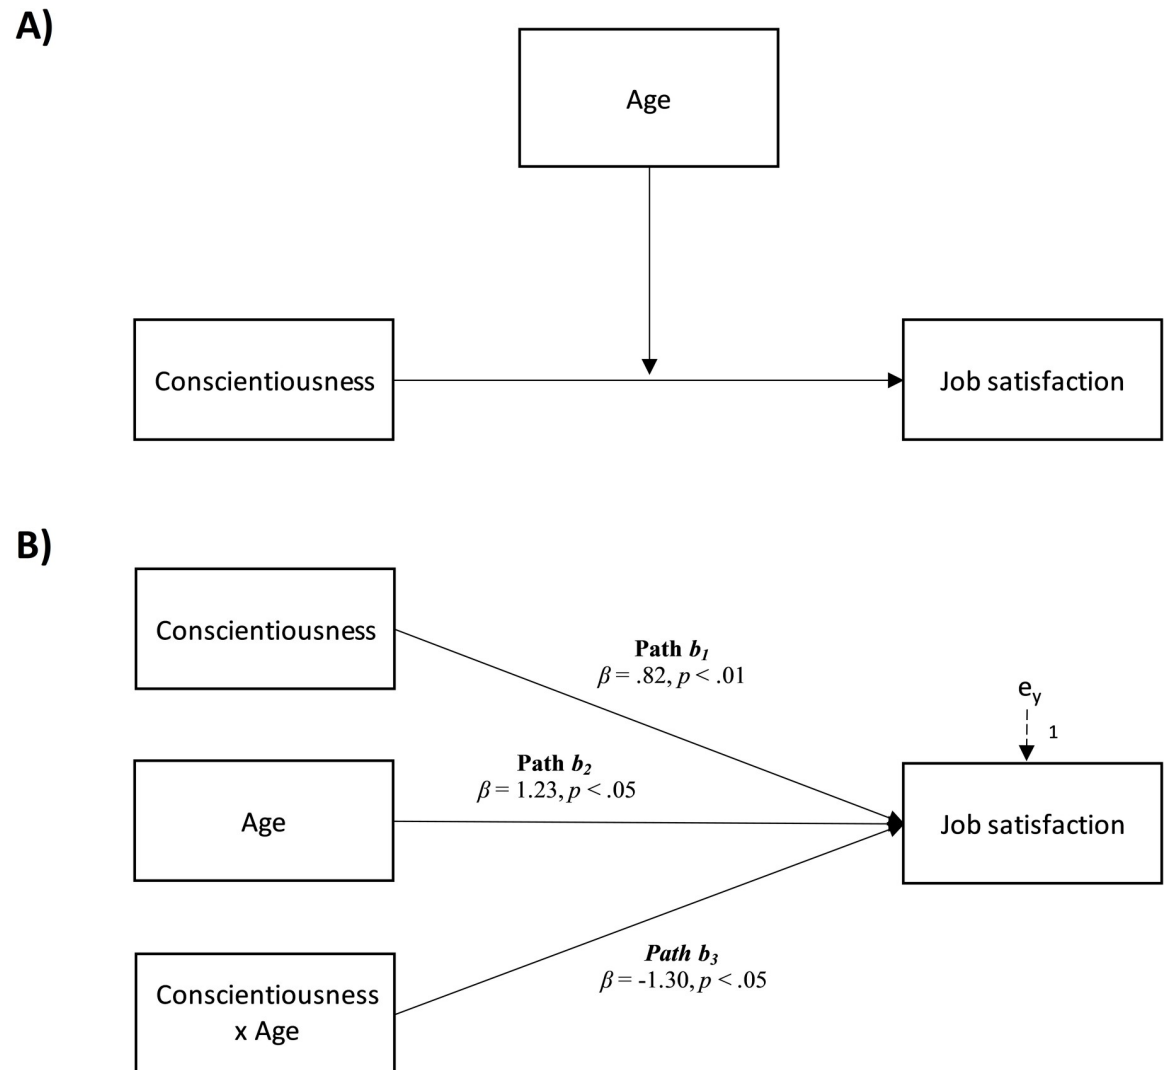 A)
Age
Conscientiousness
Job satisfaction
B)
Conscientiousness
Path b₁
β = .82, p < .01
e_y
1
Path b₂
β = 1.23, p < .05
Age
Job satisfaction
Path b₃
β = -1.30, p < .05
Conscientiousness
x Age